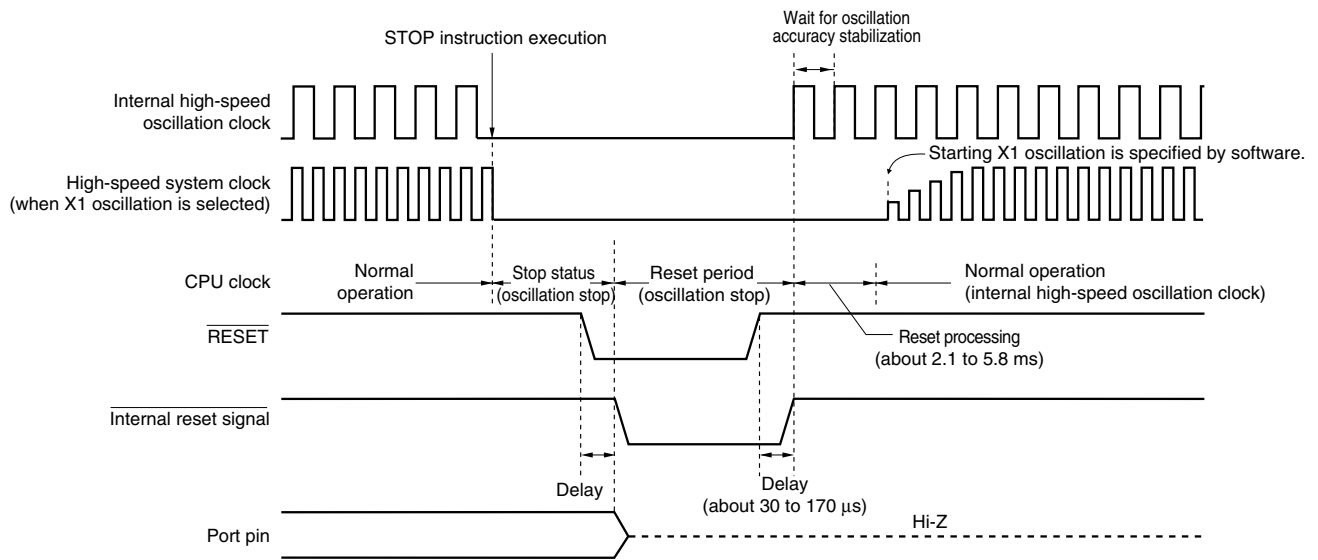 Wait for oscillation
accuracy stabilization
STOP instruction execution
Internal high-speed
oscillation clock
Starting X1 oscillation is specified by software.
High-speed system clock
(when X1 oscillation is selected)
CPU clock
Normal
operation
Stop status
(oscillation stop)
Reset period
(oscillation stop)
Normal operation
(internal high-speed oscillation clock)
RESET
Reset processing
(about 2.1 to 5.8 ms)
Internal reset signal
Delay
Delay
(about 30 to 170 μs)
Port pin
Hi-Z